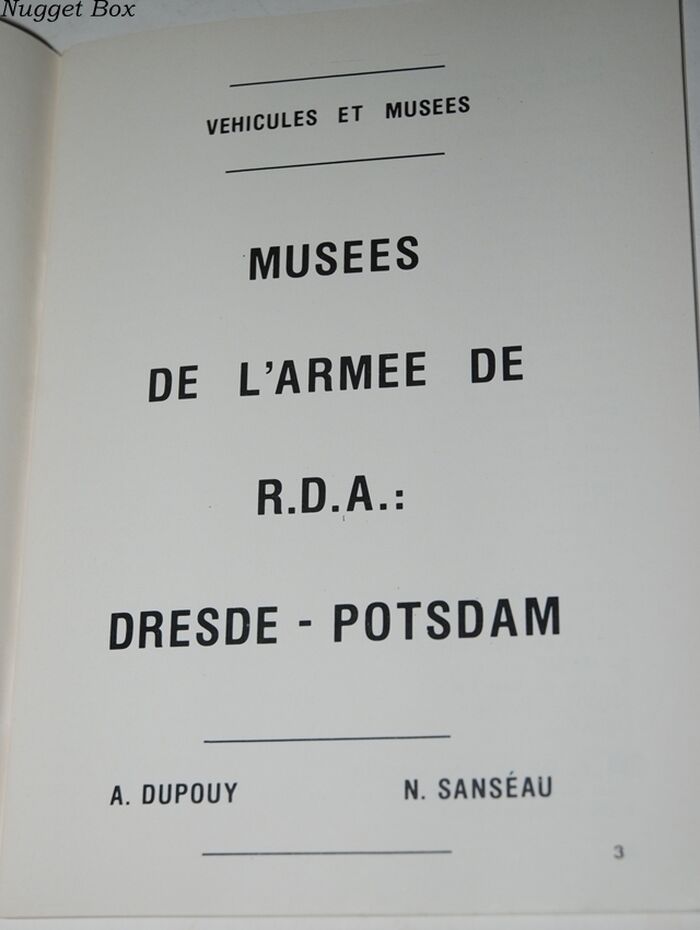 Nugget Box
VEHICULES ET MUSEES
MUSEES
DE L'ARMEE DE
R.D.A.:
DRESDE - POTSDAM
A. DUPOUY N. SANSÉAU
3